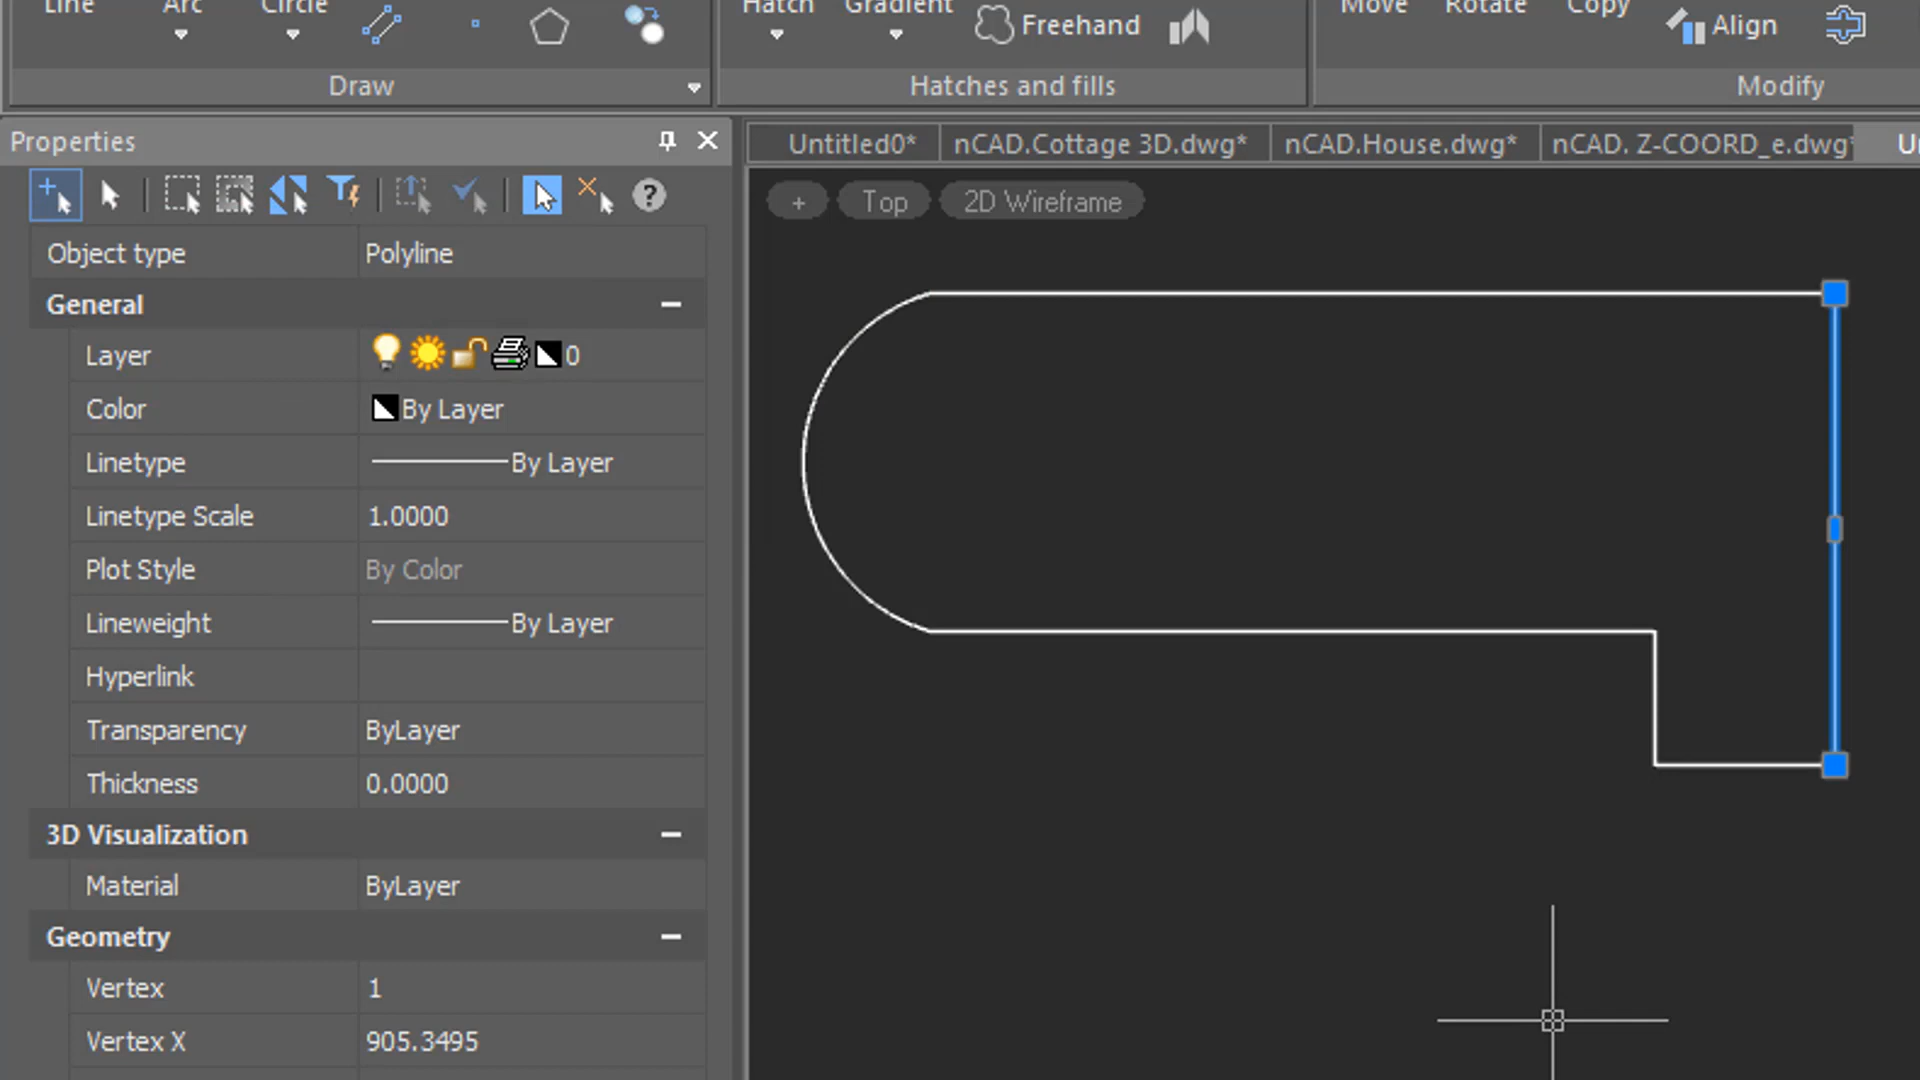 Line
Arc
Circle
Hatch
Gradient
Freehand
Move
Rotate
Copy
Align
Draw
Hatches and fills
Modify
Properties
Untitled0*
nCAD.Cottage 3D.dwg*
nCAD.House.dwg*
nCAD. Z-COORD_e.dwg*
+
Top
2D Wireframe
?
Object type Polyline
General
Layer 0
Color By Layer
Linetype By Layer
Linetype Scale 1.0000
Plot Style By Color
Lineweight By Layer
Hyperlink
Transparency ByLayer
Thickness 0.0000
3D Visualization
Material ByLayer
Geometry
Vertex 1
Vertex X 905.3495